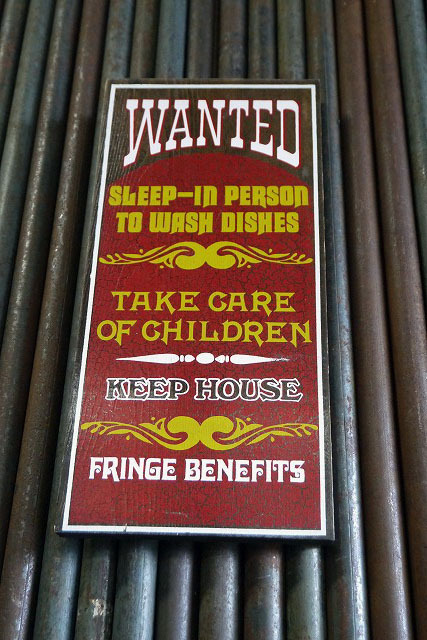 WANTED
SLEEP-IN PERSON
TO WASH DISHES
TAKE CARE
OF CHILDREN
KEEP HOUSE
FRINGE BENEFITS